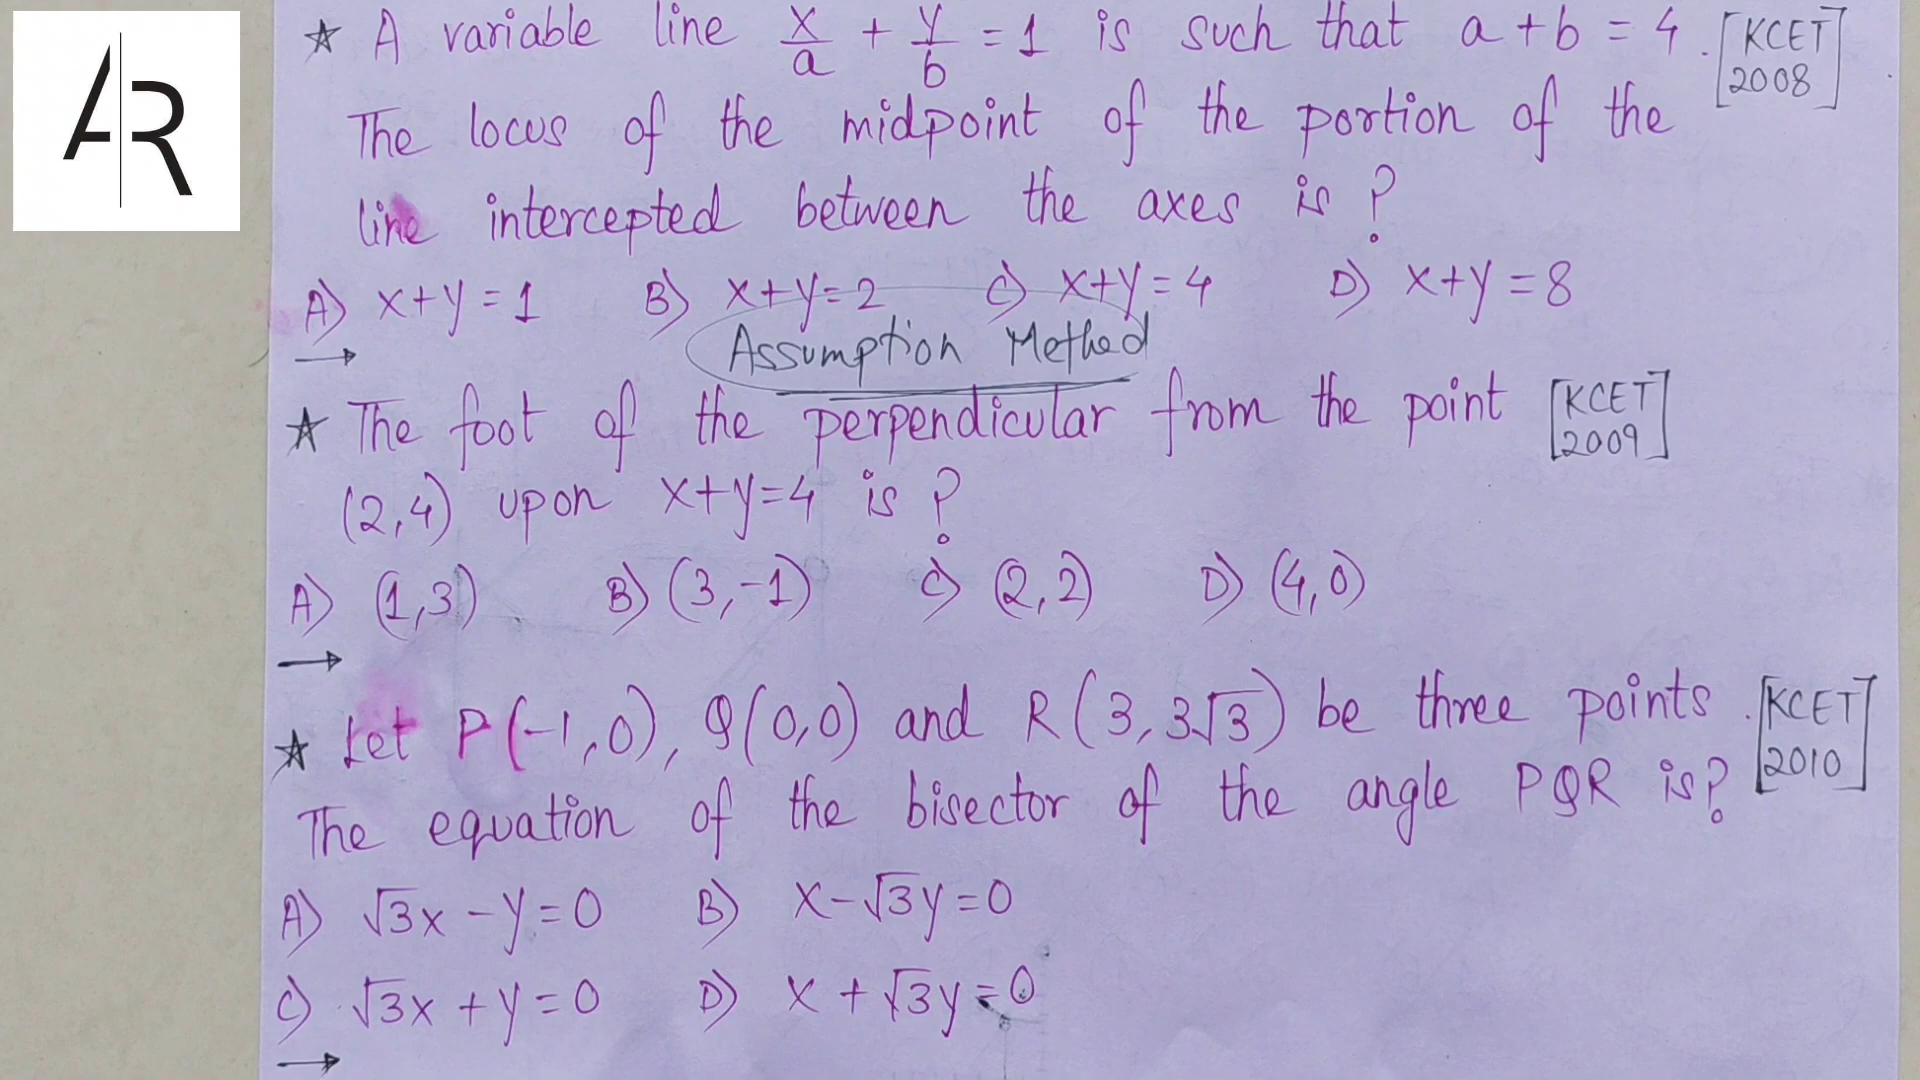 AR
★ A variable line x/a + y/b = 1 is such that a + b = 4. [KCET 2008]
The locus of the midpoint of the portion of the
line intercepted between the axes is ?
A) x+y = 1 B) x+y = 2 C) x+y = 4 D) x+y = 8
Assumption Method
★ The foot of the perpendicular from the point [KCET 2009]
(2,4) upon x+y=4 is ?
A) (1,3) B) (3,-1) C) (2,2) D) (4,0)
★ Let P(-1,0), Q(0,0) and R(3, 3√3) be three points. [KCET 2010]
The equation of the bisector of the angle PQR is?
A) √3x - y = 0 B) x - √3y = 0
C) √3x + y = 0 D) x + √3y = 0